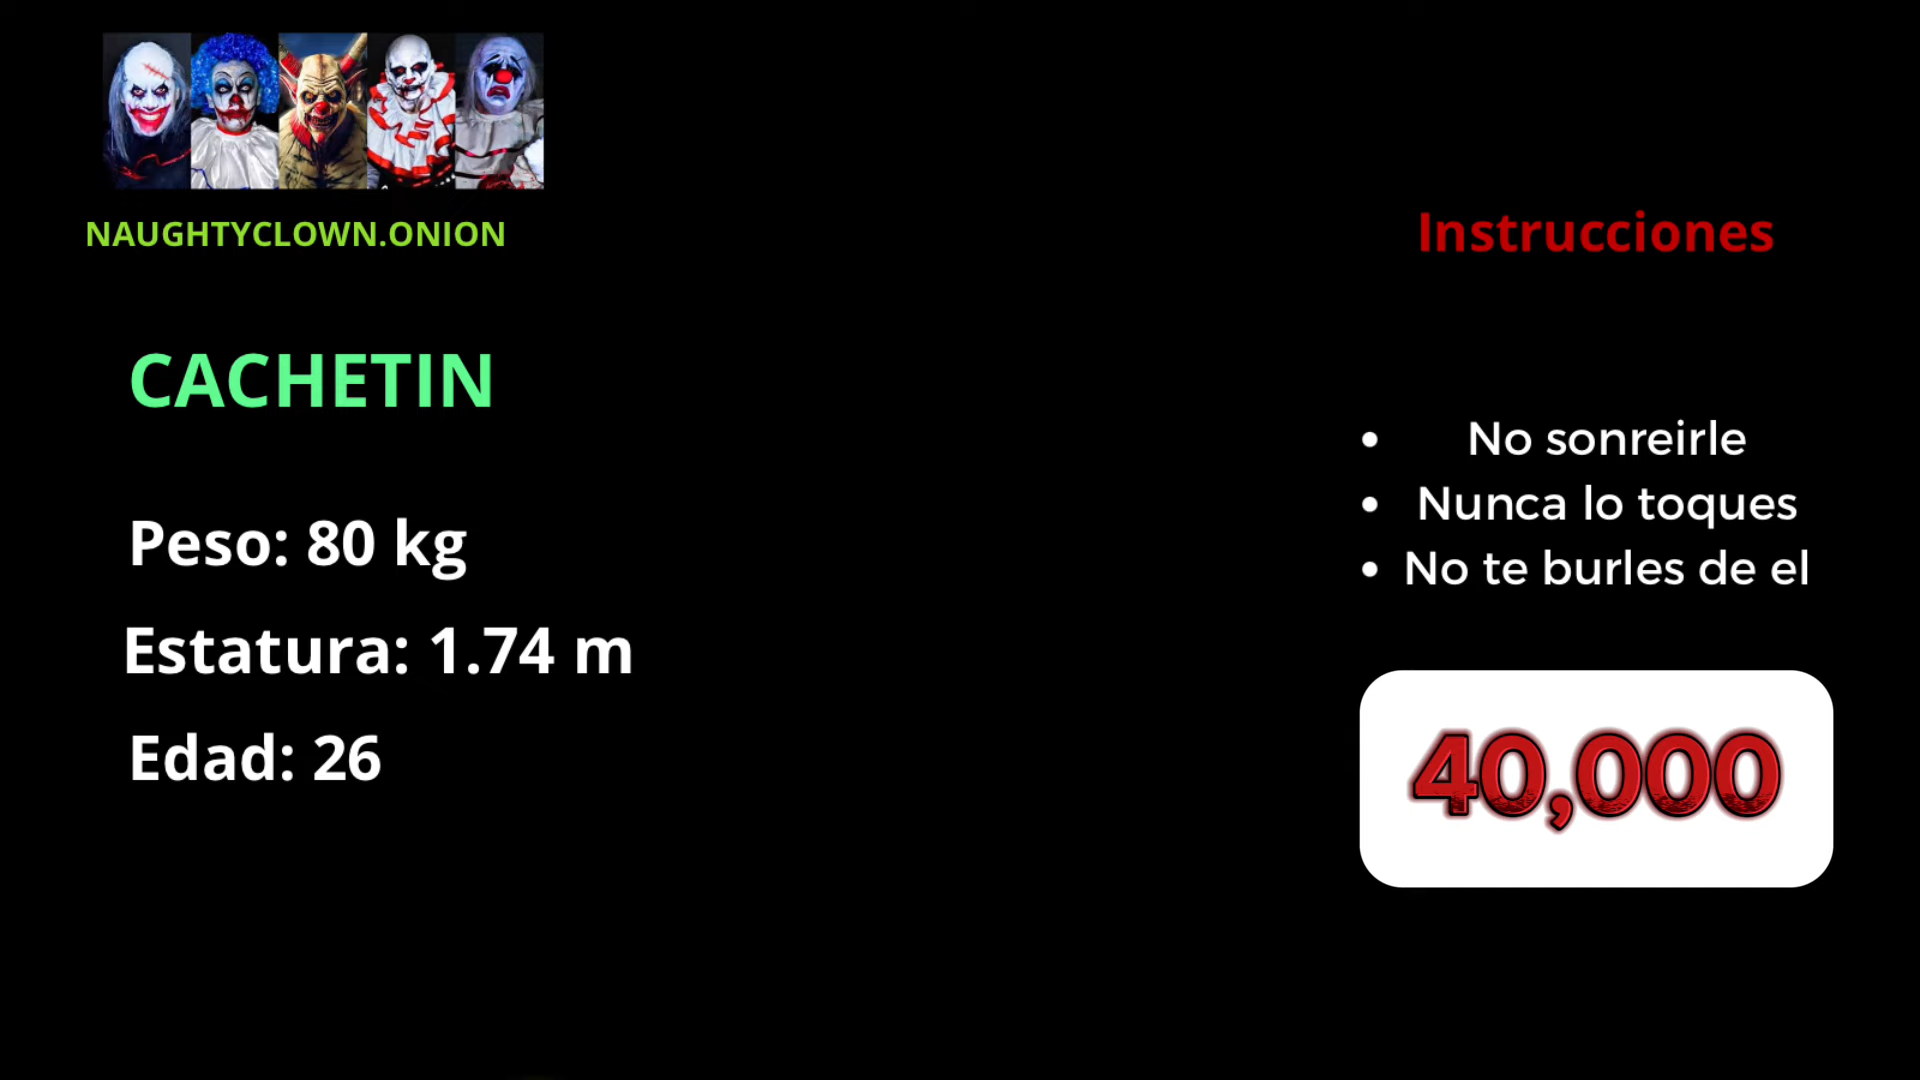 NAUGHTYCLOWN.ONION
CACHETIN
Peso: 80 kg
Estatura: 1.74 m
Edad: 26
Instrucciones
• No sonreirle
• Nunca lo toques
• No te burles de el
40,000